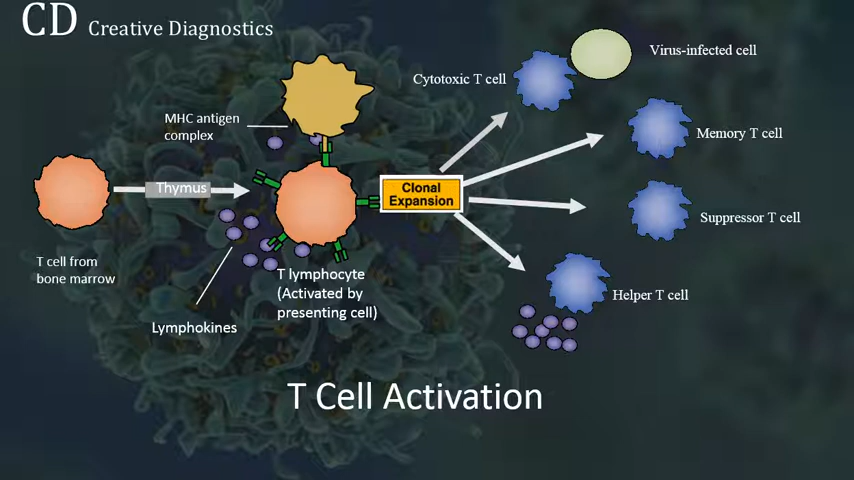 CD Creative Diagnostics
Virus-infected cell
Cytotoxic T cell
MHC antigen
complex
Memory T cell
Thymus
Clonal
Expansion
Suppressor T cell
T cell from
bone marrow
T lymphocyte
(Activated by
presenting cell)
Helper T cell
Lymphokines
T Cell Activation